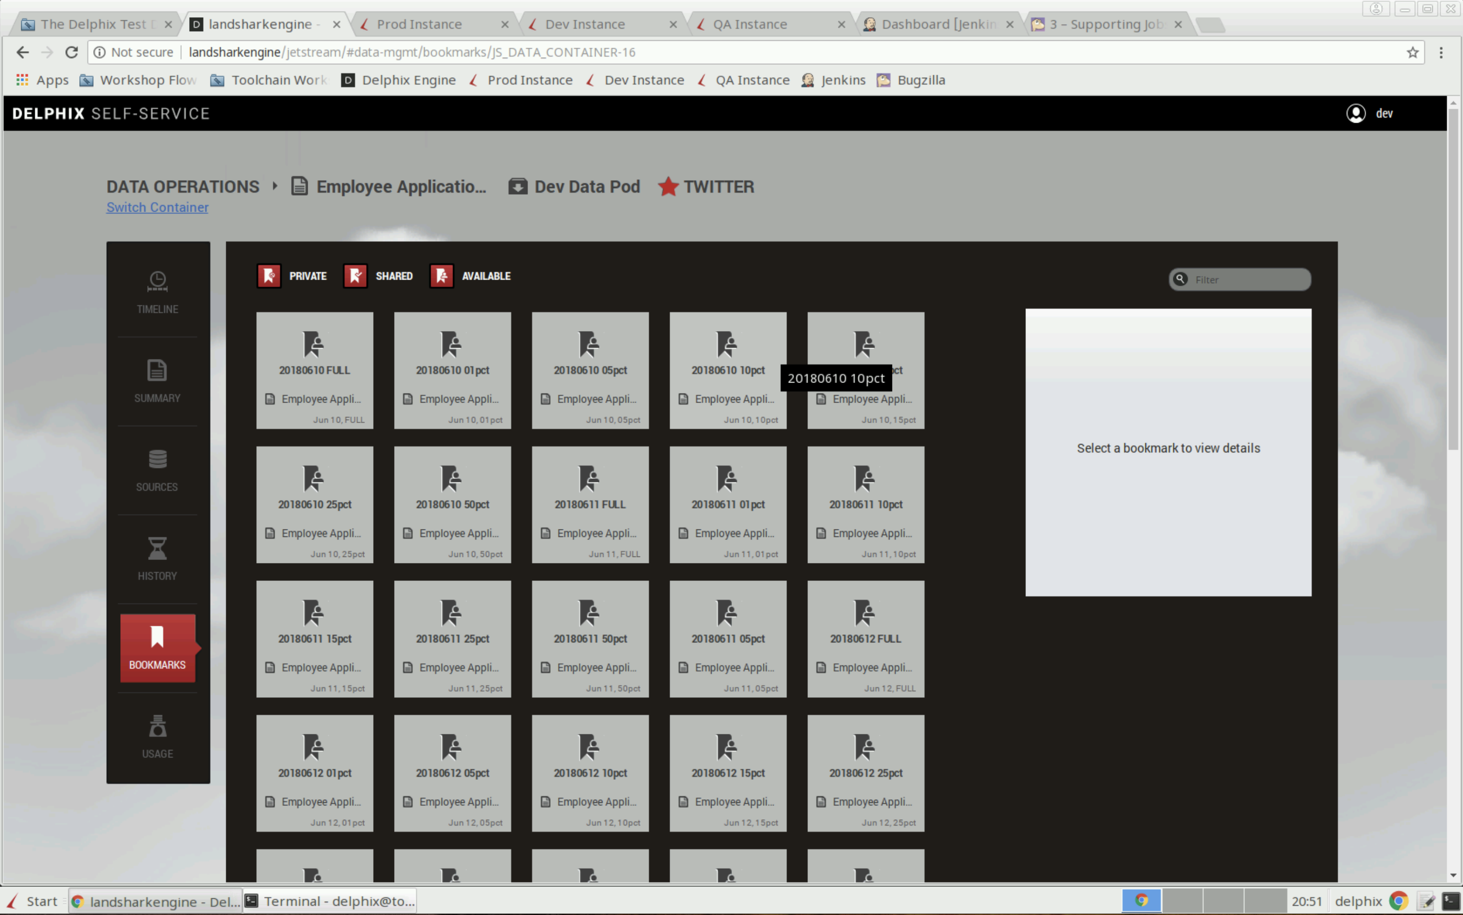 The Delphix Test D
landsharkengine -
Prod Instance
Dev Instance
QA Instance
Dashboard [Jenkin
3 – Supporting Job
Not secure
landsharkengine/jetstream/#data-mgmt/bookmarks/JS_DATA_CONTAINER-16
Apps
Workshop Flow
Toolchain Work
Delphix Engine
Prod Instance
Dev Instance
QA Instance
Jenkins
Bugzilla
DELPHIX SELF-SERVICE
dev
DATA OPERATIONS
Employee Applicatio...
Dev Data Pod
TWITTER
Switch Container
TIMELINE
SUMMARY
SOURCES
HISTORY
BOOKMARKS
USAGE
PRIVATE
SHARED
AVAILABLE
Filter
20180610 FULL
Employee Appli...
Jun 10, FULL
20180610 01pct
Employee Appli...
Jun 10, 01pct
20180610 05pct
Employee Appli...
Jun 10, 05pct
20180610 10pct
Employee Appli...
Jun 10, 10pct
20180610 10pct
Employee Appli...
Jun 10, 15pct
20180610 25pct
Employee Appli...
Jun 10, 25pct
20180610 50pct
Employee Appli...
Jun 10, 50pct
20180611 FULL
Employee Appli...
Jun 11, FULL
20180611 01pct
Employee Appli...
Jun 11, 01pct
20180611 10pct
Employee Appli...
Jun 11, 10pct
20180611 15pct
Employee Appli...
Jun 11, 15pct
20180611 25pct
Employee Appli...
Jun 11, 25pct
20180611 50pct
Employee Appli...
Jun 11, 50pct
20180611 05pct
Employee Appli...
Jun 11, 05pct
20180612 FULL
Employee Appli...
Jun 12, FULL
20180612 01pct
Employee Appli...
Jun 12, 01pct
20180612 05pct
Employee Appli...
Jun 12, 05pct
20180612 10pct
Employee Appli...
Jun 12, 10pct
20180612 15pct
Employee Appli...
Jun 12, 15pct
20180612 25pct
Employee Appli...
Jun 12, 25pct
Select a bookmark to view details
Start
landsharkengine - Del...
Terminal - delphix@to...
20:51
delphix